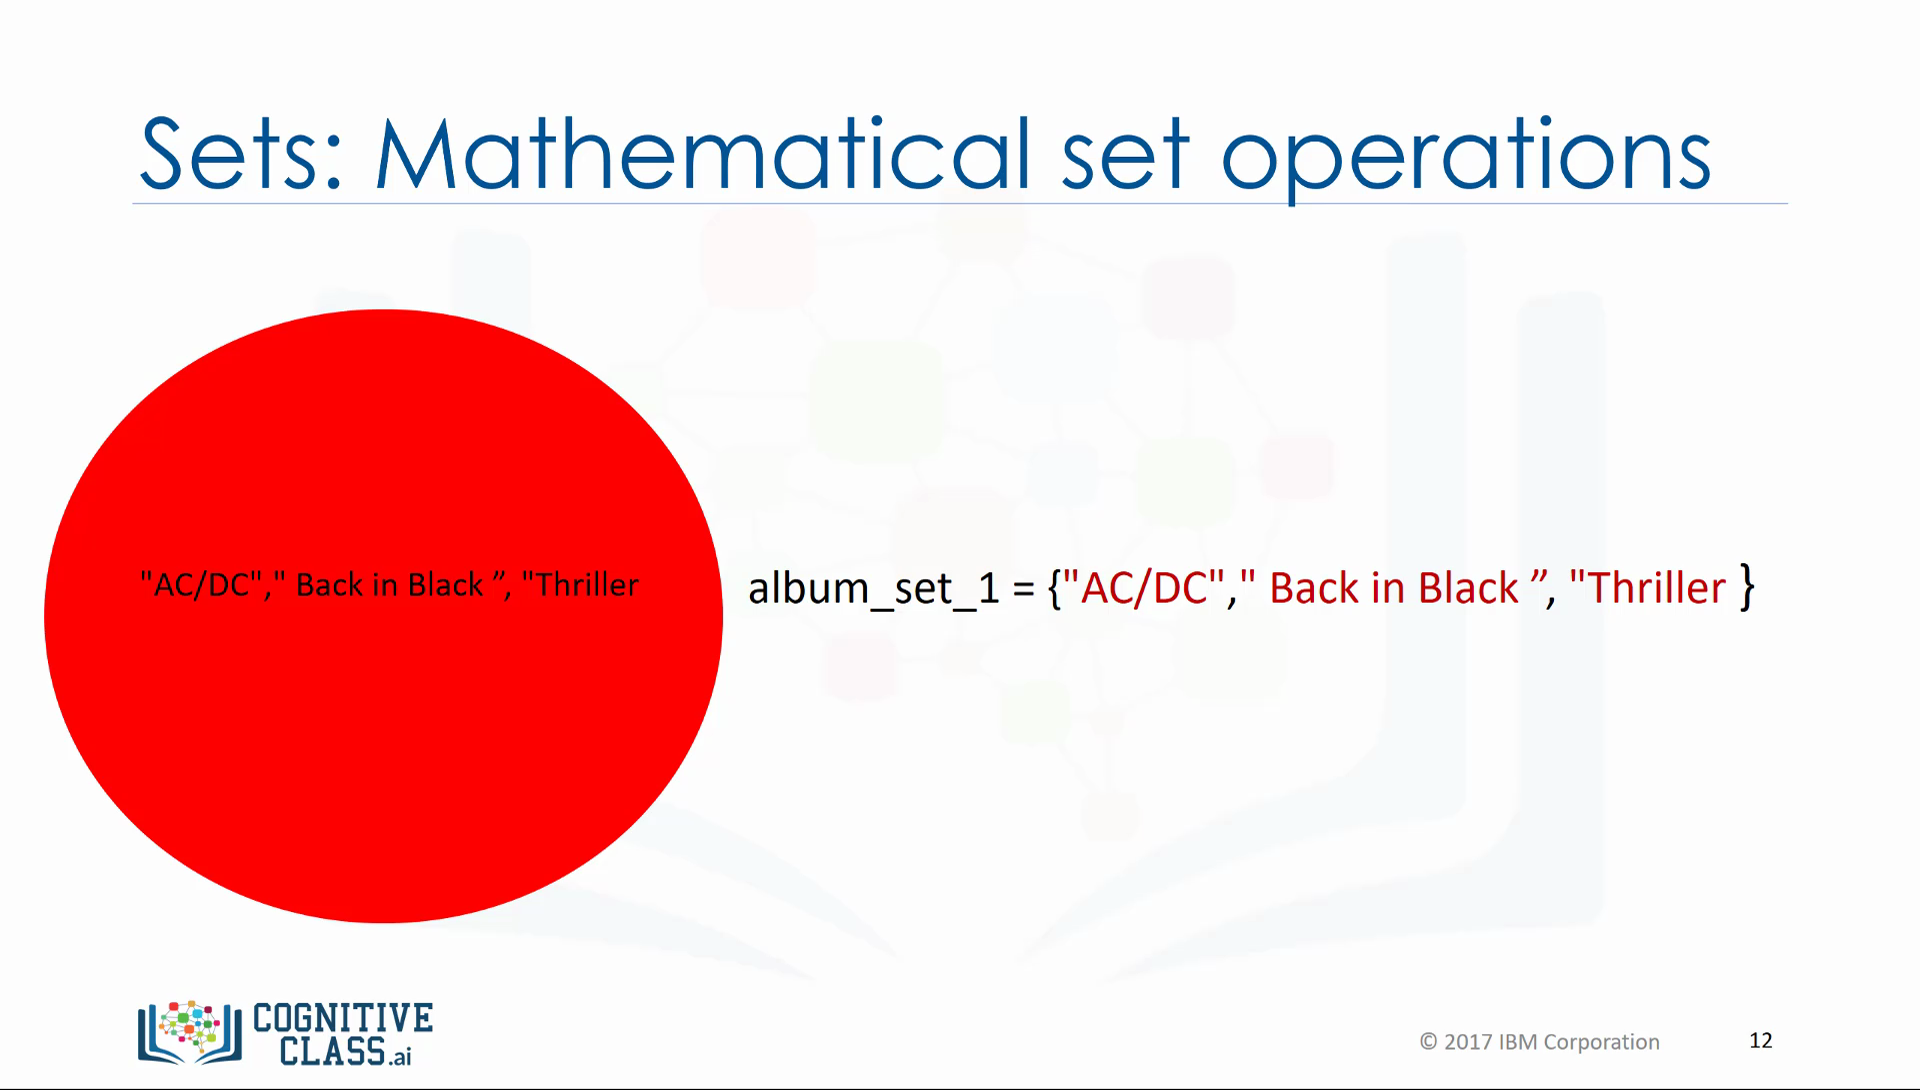 Sets: Mathematical set operations
"AC/DC"," Back in Black ”, "Thriller
album_set_1 = {"AC/DC"," Back in Black ”, "Thriller }
COGNITIVE
CLASS.ai
© 2017 IBM Corporation
12